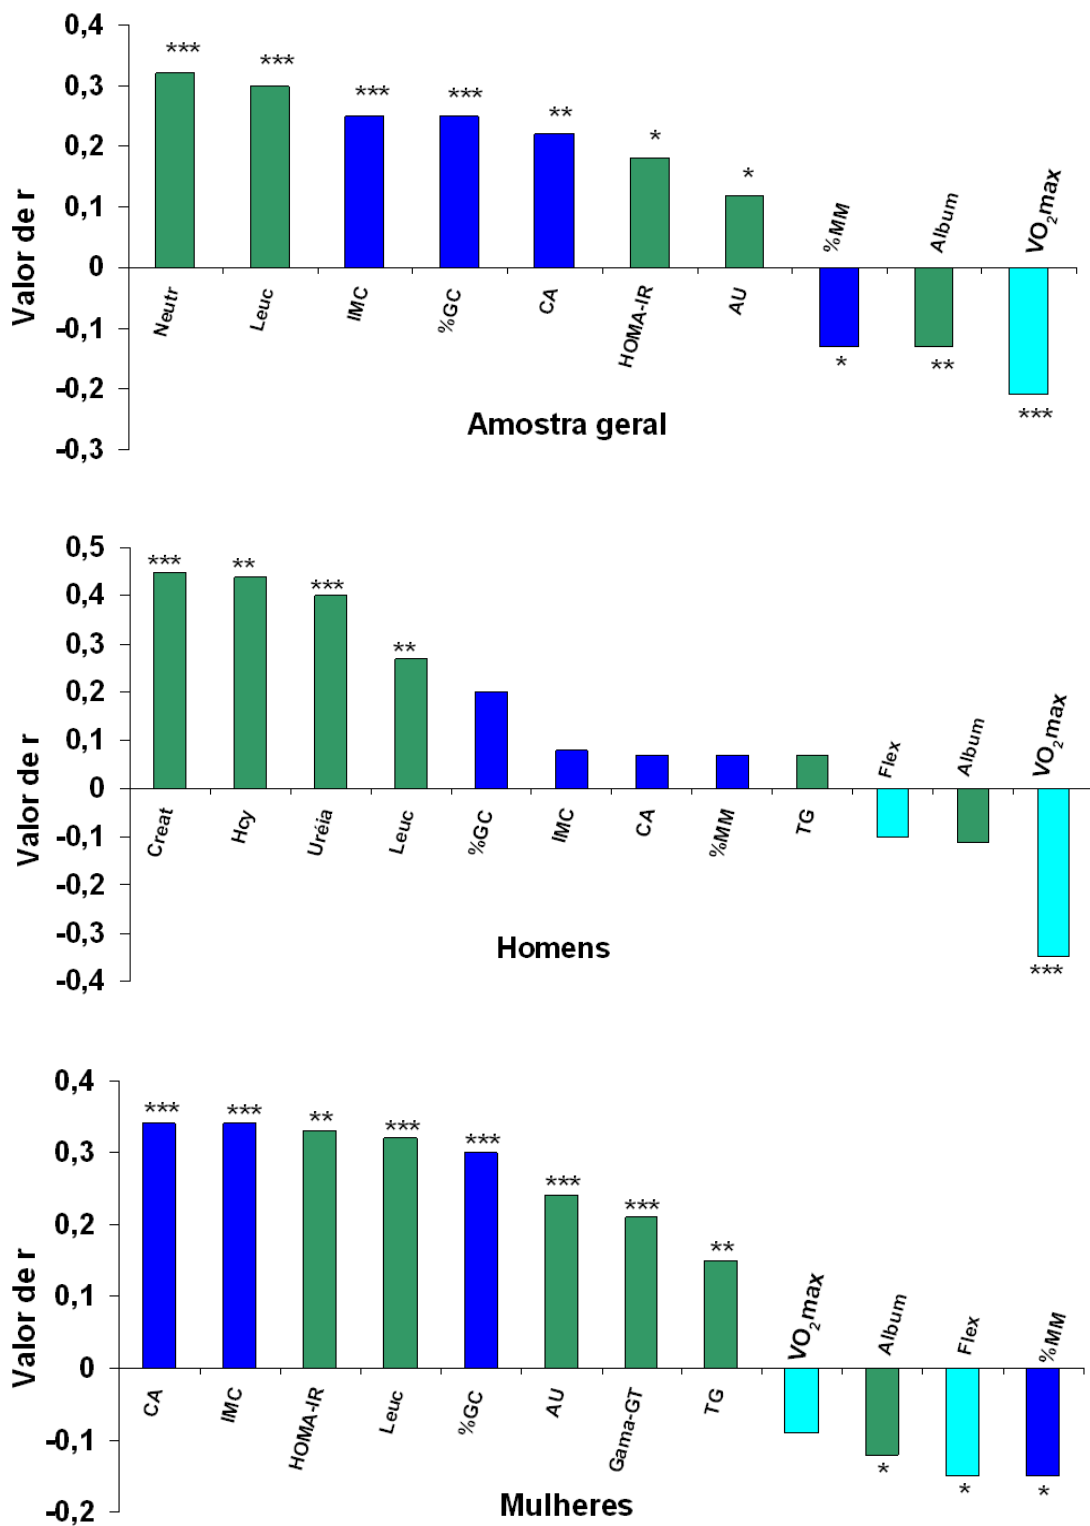 0,4
0,3
0,2
0,1
0
-0,1
-0,2
-0,3
Valor de r
*** *** *** *** ** * *
Neutr Leuc IMC %GC CA HOMA-IR AU %MM Album VO2max
* ** ***
Amostra geral
0,5
0,4
0,3
0,2
0,1
0
-0,1
-0,2
-0,3
-0,4
Valor de r
*** ** *** **
Creat Hcy Uréia Leuc %GC IMC CA %MM TG Flex Album VO2max
***
Homens
0,4
0,3
0,2
0,1
0
-0,1
-0,2
Valor de r
*** *** ** *** *** *** *** **
CA IMC HOMA-IR Leuc %GC AU Gama-GT TG VO2max Album Flex %MM
* * *
Mulheres